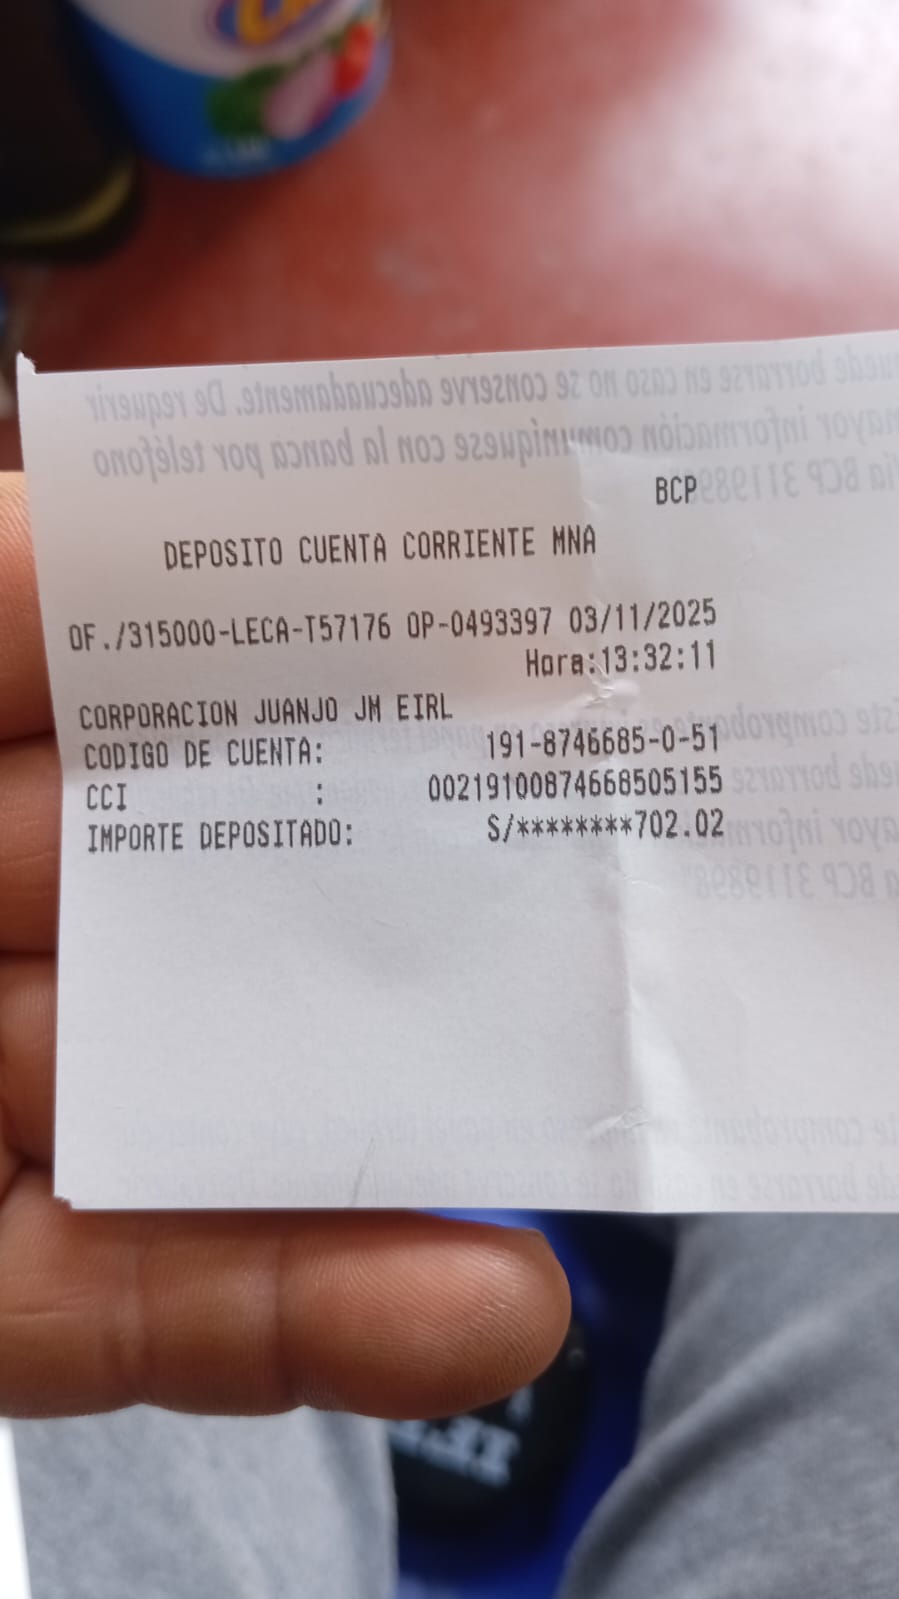 BCP
DEPOSITO CUENTA CORRIENTE MNA
OF./315000-LECA-T57176 OP-0493397 03/11/2025
Hora:13:32:11
CORPORACION JUANJO JM EIRL
CODIGO DE CUENTA: 191-8746685-0-51
CCI : 00219100874668505155
IMPORTE DEPOSITADO: S/********702.02